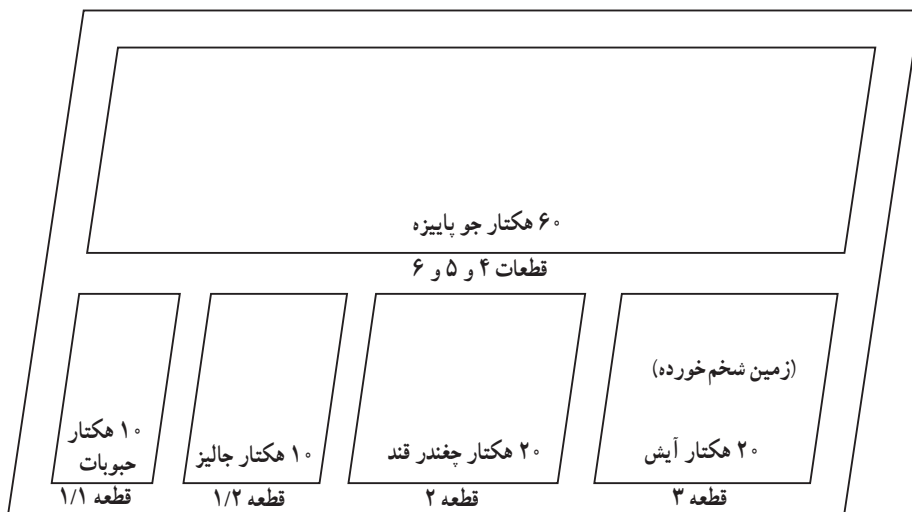 ۶۰ هکتار جو پاییزه
قطعات ۴ و ۵ و ۶
(زمین شخم‌خورده)
۲۰ هکتار آیش
قطعه ۳
۲۰ هکتار چغندر قند
قطعه ۲
۱۰ هکتار جالیز
قطعه ۱/۲
۱۰ هکتار
حبوبات
قطعه ۱/۱